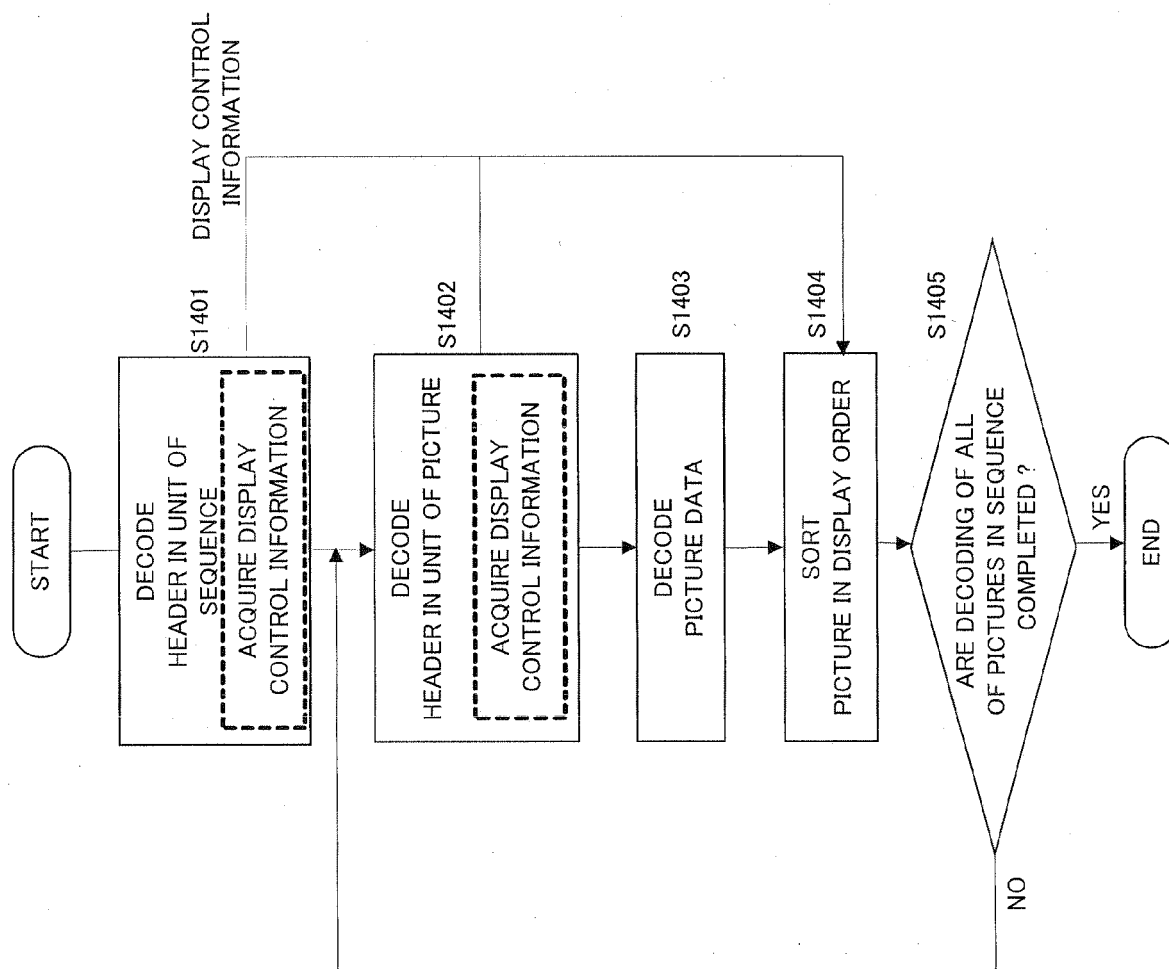 START
DECODE
HEADER IN UNIT OF
SEQUENCE
ACQUIRE DISPLAY
CONTROL INFORMATION
S1401
DISPLAY CONTROL
INFORMATION
DECODE
HEADER IN UNIT OF PICTURE
ACQUIRE DISPLAY
CONTROL INFORMATION
S1402
DECODE
PICTURE DATA
S1403
SORT
PICTURE IN DISPLAY ORDER
S1404
ARE DECODING OF ALL
OF PICTURES IN SEQUENCE
COMPLETED ?
S1405
NO
YES
END